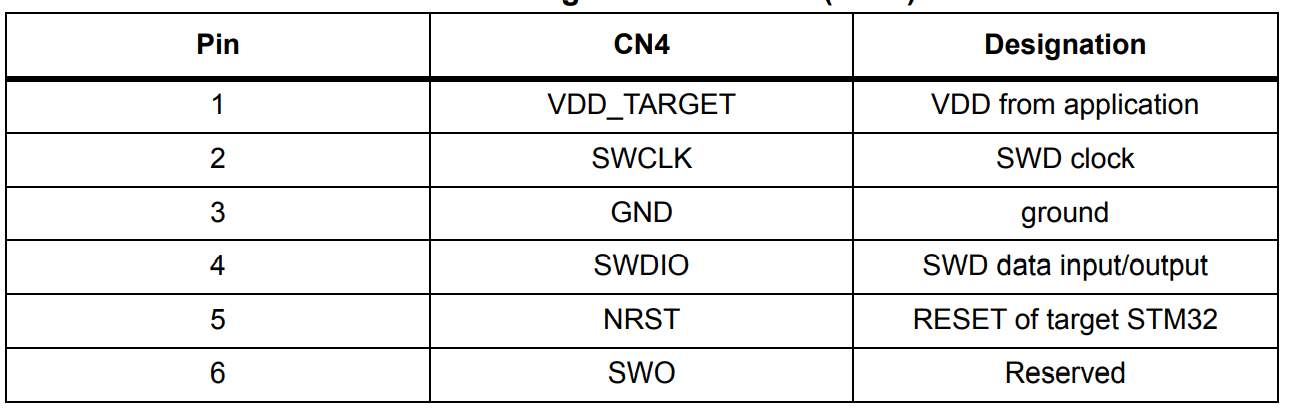 Pin CN4 Designation
1 VDD_TARGET VDD from application
2 SWCLK SWD clock
3 GND ground
4 SWDIO SWD data input/output
5 NRST RESET of target STM32
6 SWO Reserved